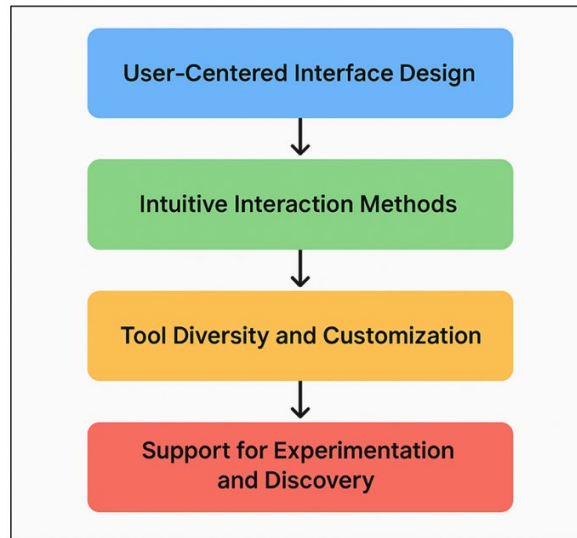 User-Centered Interface Design
Intuitive Interaction Methods
Tool Diversity and Customization
Support for Experimentation
and Discovery